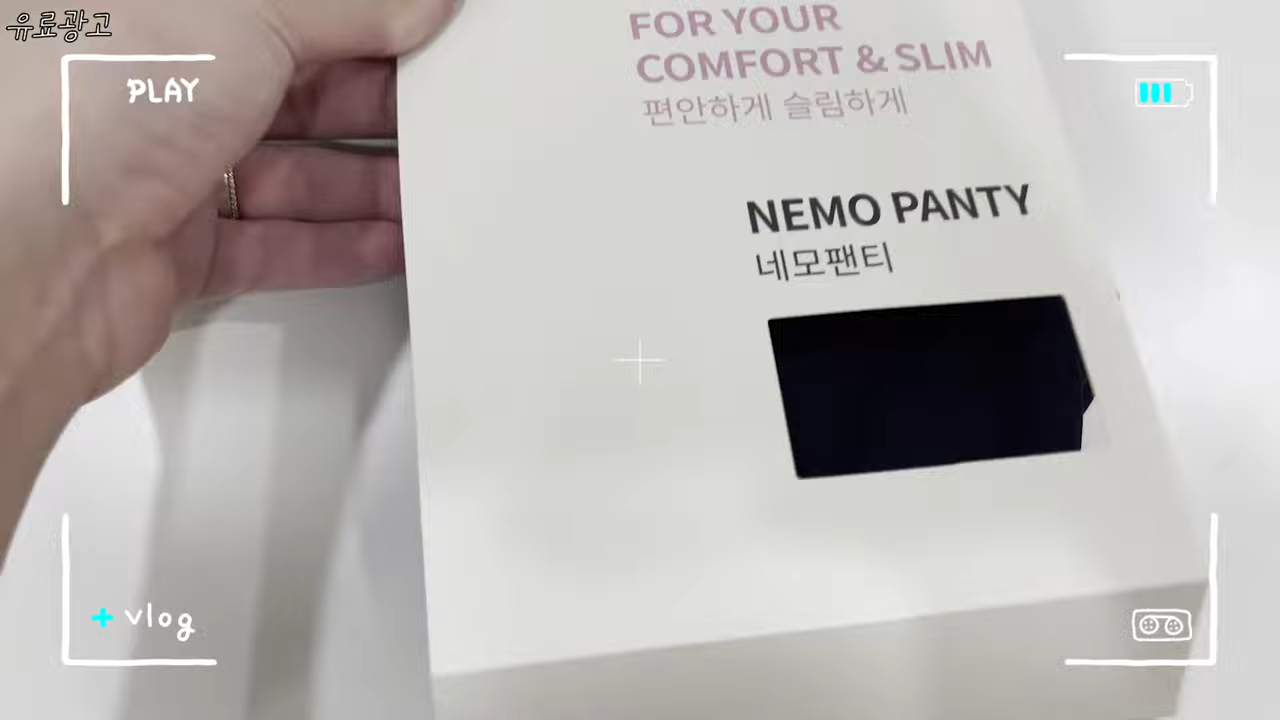 유료광고
PLAY
FOR YOUR
COMFORT & SLIM
편안하게 슬림하게
NEMO PANTY
네모팬티
+ vlog